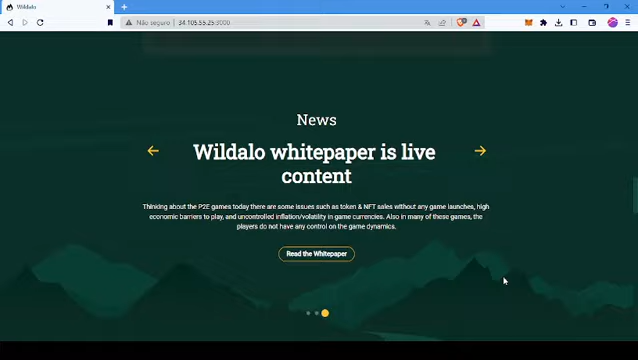 Wildalo
Não seguro
34.105.55.25:3000
News
Wildalo whitepaper is live
content
Thinking about the P2E games today there are some issues such as token & NFT sales without any game launches, high
economic barriers to play, and uncontrolled inflation/volatility in game currencies. Also in many of these games, the
players do not have any control on the game dynamics.
Read the Whitepaper